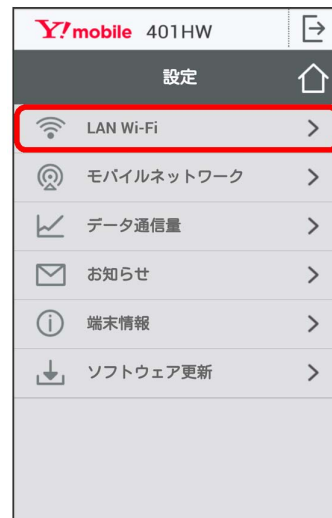 Y!mobile 401HW
設定
LAN Wi-Fi
モバイルネットワーク
データ通信量
お知らせ
端末情報
ソフトウェア更新